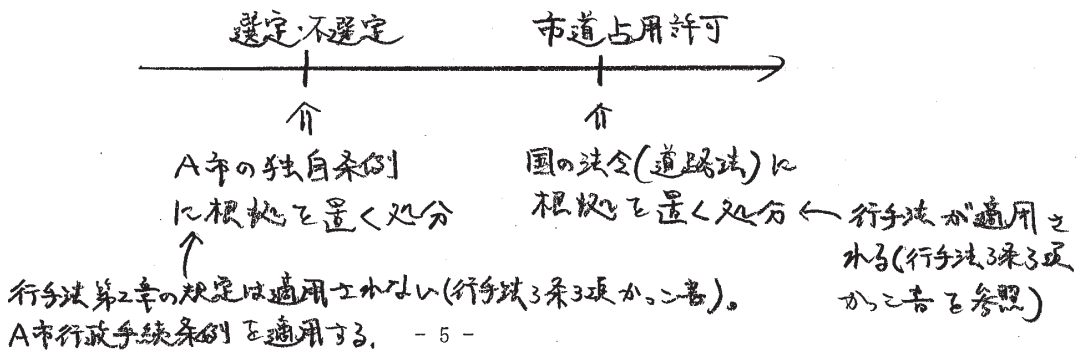 選定・不選定
市道占用許可
A市の独自条例
に根拠を置く処分
国の法令(道路法)に
根拠を置く処分
行手法が適用さ
れる(行手法3条3項
かっこ書を参照)
行手法第2章の規定は適用されない(行手法3条3項かっこ書)。
A市行政手続条例を適用する。
- 5 -